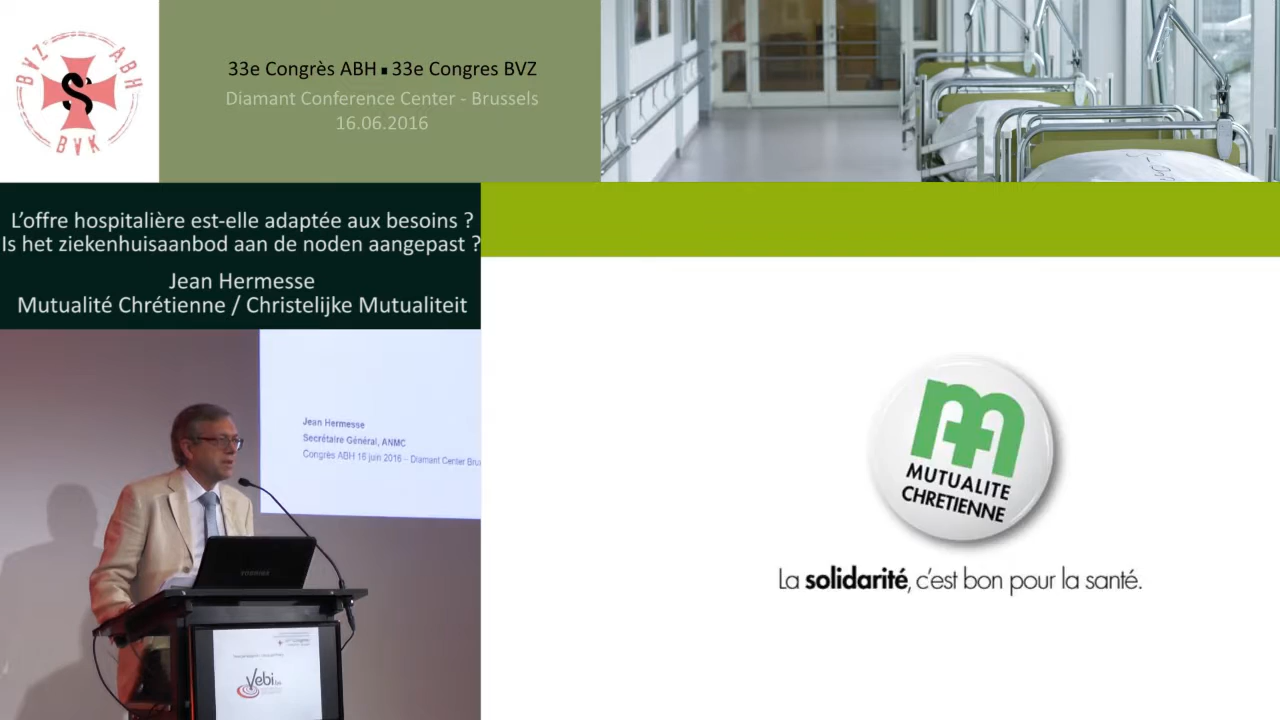 BVZ ABH
BVK
33e Congrès ABH ▪ 33e Congres BVZ
Diamant Conference Center - Brussels
16.06.2016
L'offre hospitalière est-elle adaptée aux besoins ?
Is het ziekenhuisaanbod aan de noden aangepast ?
Jean Hermesse
Mutualité Chrétienne / Christelijke Mutualiteit
Jean Hermesse
Secrétaire Général, ANMC
Congrès ABH 16 juin 2016 – Diamant Center Bru
TOSHIBA
Vebi
MUTUALITE
CHRETIENNE
La solidarité, c'est bon pour la santé.